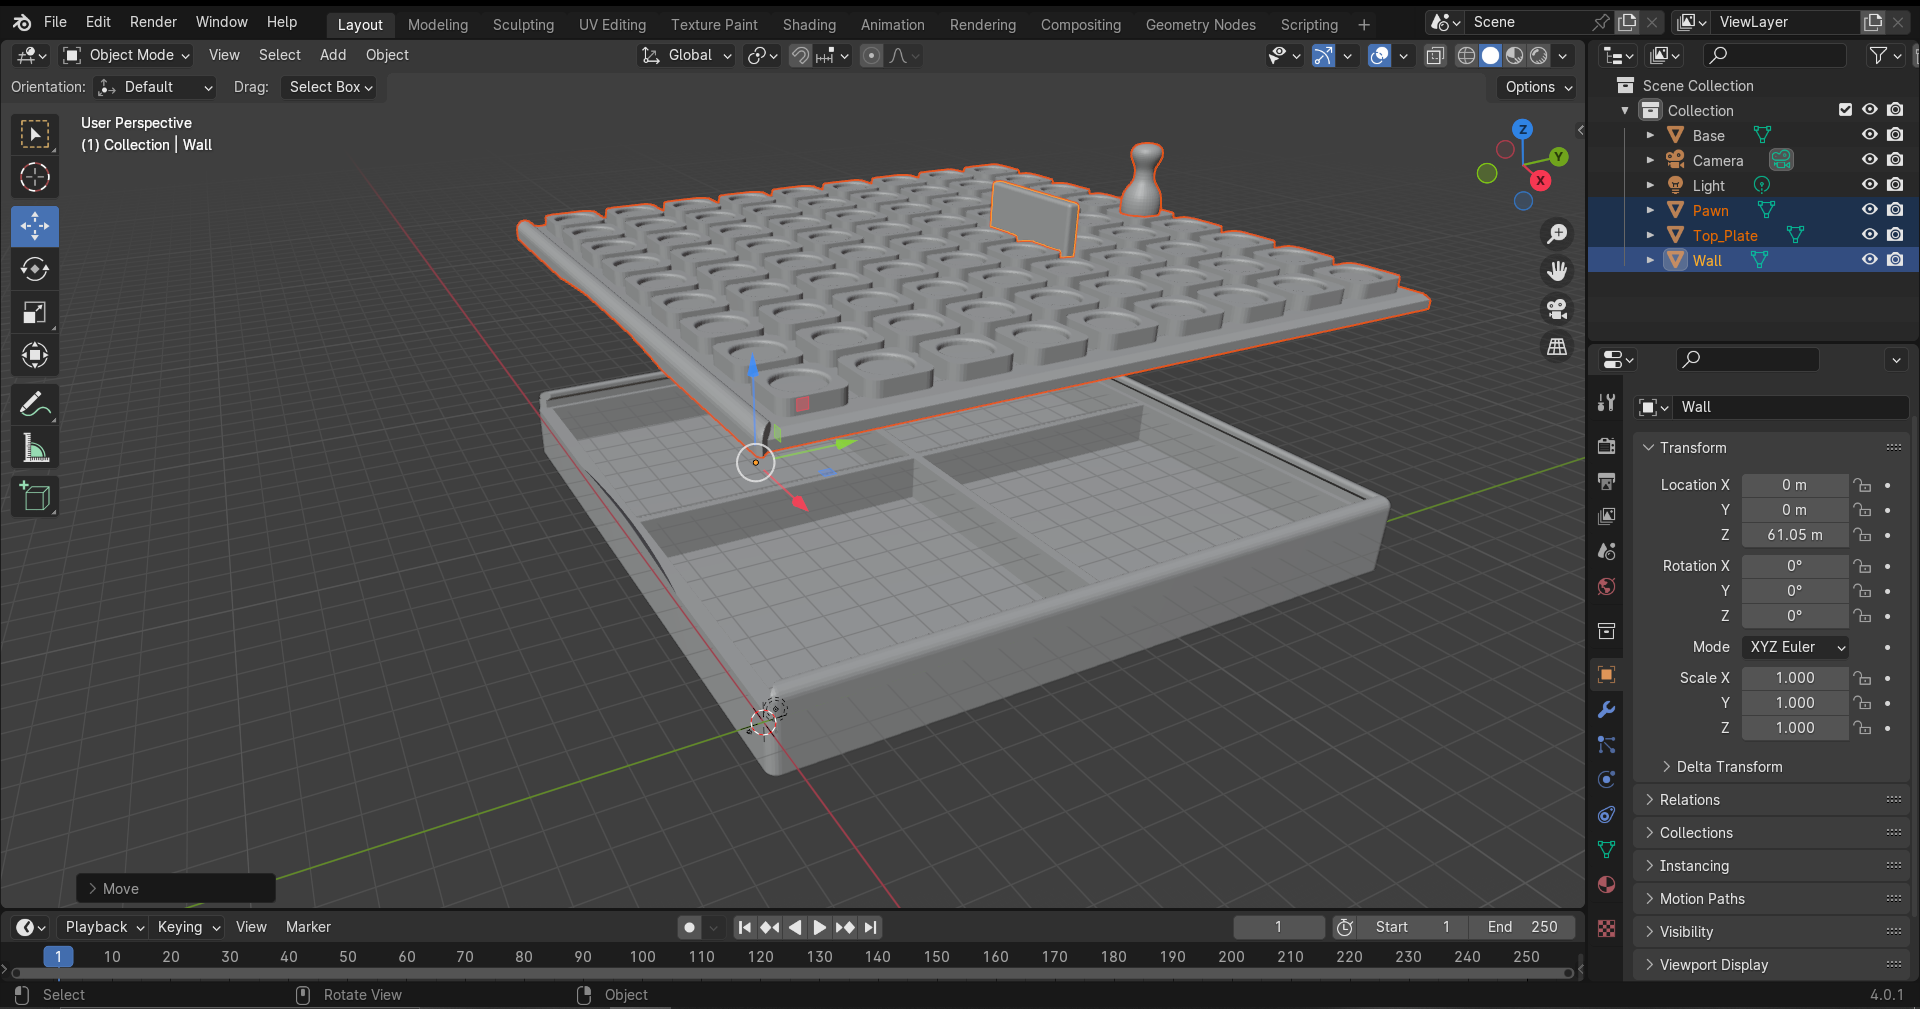 File Edit Render Window Help Layout Modeling Sculpting UV Editing Texture Paint Shading Animation Rendering Compositing Geometry Nodes Scripting + Scene ViewLayer
Object Mode View Select Add Object Global
Orientation: Default Drag: Select Box Options
User Perspective
(1) Collection | Wall
Z
Y
X
Move
Scene Collection
Collection
Base
Camera
Light
Pawn
Top_Plate
Wall
Wall
Transform
Location X 0 m
Y 0 m
Z 61.05 m
Rotation X 0°
Y 0°
Z 0°
Mode XYZ Euler
Scale X 1.000
Y 1.000
Z 1.000
Delta Transform
Relations
Collections
Instancing
Motion Paths
Visibility
Viewport Display
Playback Keying View Marker 1 Start 1 End 250
1 10 20 30 40 50 60 70 80 90 100 110 120 130 140 150 160 170 180 190 200 210 220 230 240 250
Select Rotate View Object 4.0.1